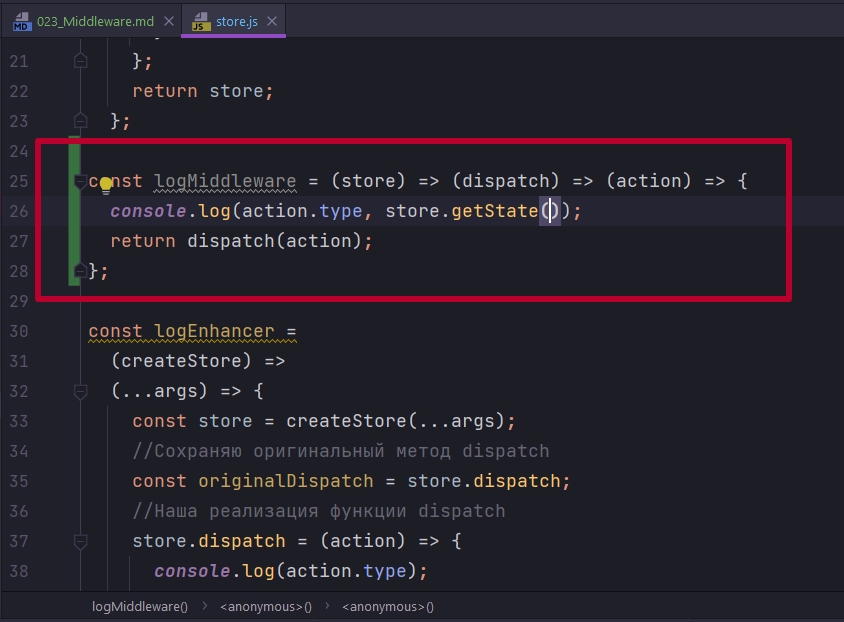 023_Middleware.md
store.js
21 };
22 return store;
23 };
24
25 const logMiddleware = (store) => (dispatch) => (action) => {
26 console.log(action.type, store.getState());
27 return dispatch(action);
28 };
29
30 const logEnhancer =
31 (createStore) =>
32 (...args) => {
33 const store = createStore(...args);
34 //Сохраняю оригинальный метод dispatch
35 const originalDispatch = store.dispatch;
36 //Наша реализация функции dispatch
37 store.dispatch = (action) => {
38 console.log(action.type);
logMiddleware() > <anonymous>() > <anonymous>()